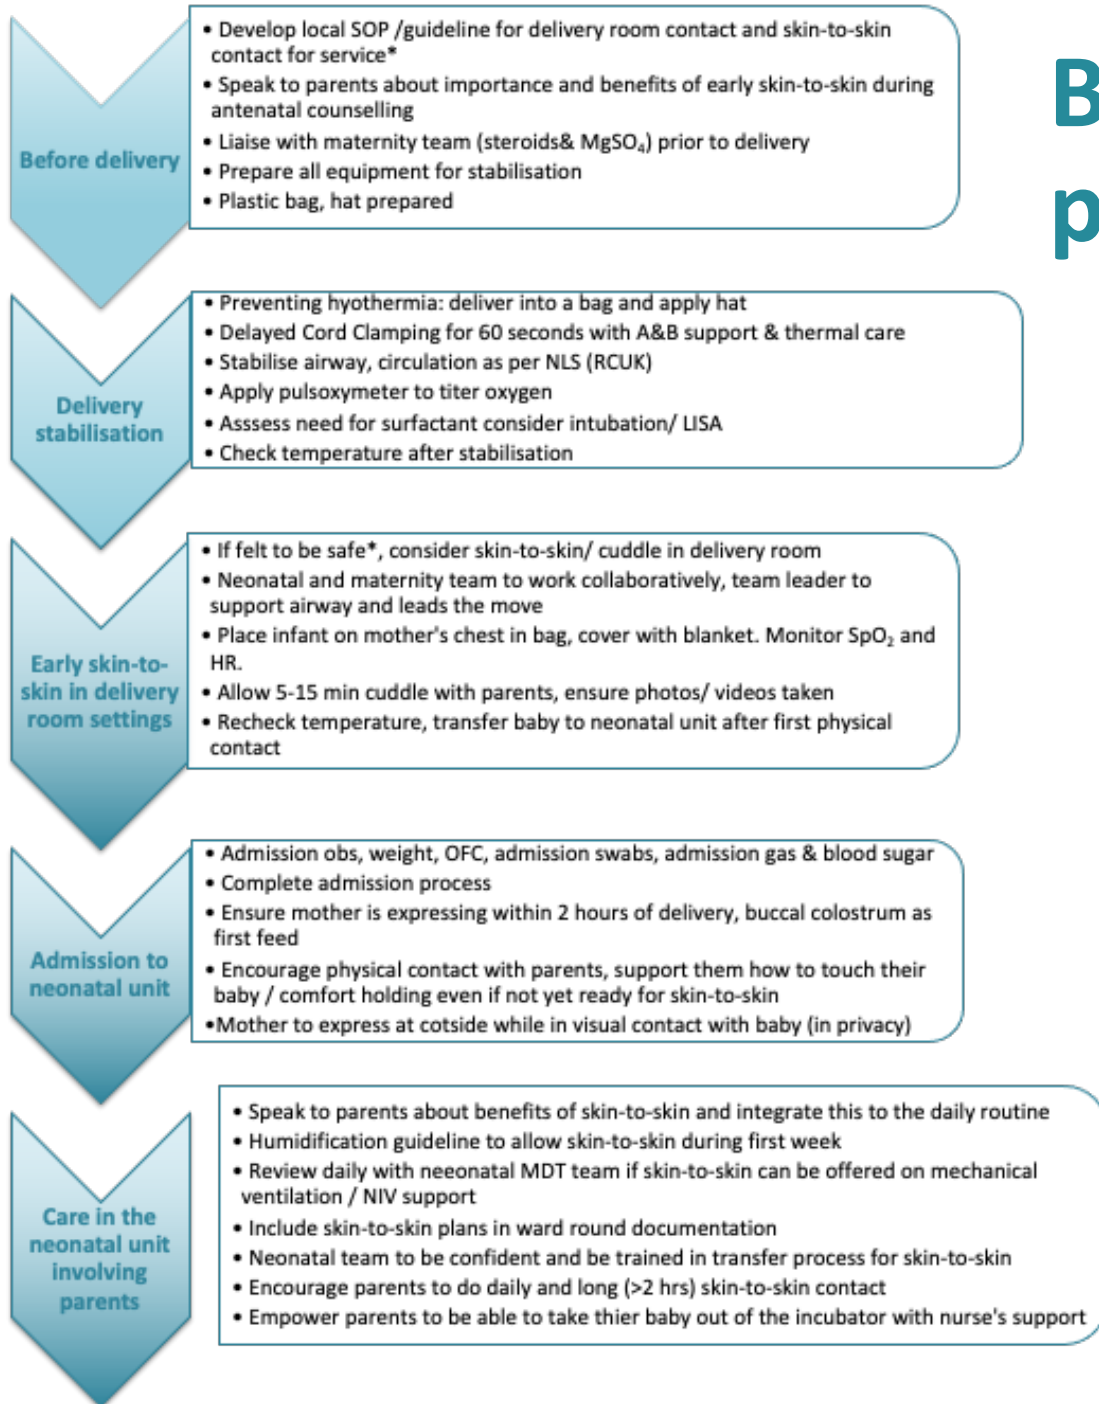 B
p
Before delivery
• Develop local SOP /guideline for delivery room contact and skin-to-skin
contact for service*
• Speak to parents about importance and benefits of early skin-to-skin during
antenatal counselling
• Liaise with maternity team (steroids& MgSO₄) prior to delivery
• Prepare all equipment for stabilisation
• Plastic bag, hat prepared
Delivery
stabilisation
• Preventing hyothermia: deliver into a bag and apply hat
• Delayed Cord Clamping for 60 seconds with A&B support & thermal care
• Stabilise airway, circulation as per NLS (RCUK)
• Apply pulsoxymeter to titer oxygen
• Asssess need for surfactant consider intubation/ LISA
• Check temperature after stabilisation
Early skin-to-
skin in delivery
room settings
• If felt to be safe*, consider skin-to-skin/ cuddle in delivery room
• Neonatal and maternity team to work collaboratively, team leader to
support airway and leads the move
• Place infant on mother's chest in bag, cover with blanket. Monitor SpO₂ and
HR.
• Allow 5-15 min cuddle with parents, ensure photos/ videos taken
• Recheck temperature, transfer baby to neonatal unit after first physical
contact
Admission to
neonatal unit
• Admission obs, weight, OFC, admission swabs, admission gas & blood sugar
• Complete admission process
• Ensure mother is expressing within 2 hours of delivery, buccal colostrum as
first feed
• Encourage physical contact with parents, support them how to touch their
baby / comfort holding even if not yet ready for skin-to-skin
•Mother to express at cotside while in visual contact with baby (in privacy)
Care in the
neonatal unit
involving
parents
• Speak to parents about benefits of skin-to-skin and integrate this to the daily routine
• Humidification guideline to allow skin-to-skin during first week
• Review daily with neeonatal MDT team if skin-to-skin can be offered on mechanical
ventilation / NIV support
• Include skin-to-skin plans in ward round documentation
• Neonatal team to be confident and be trained in transfer process for skin-to-skin
• Encourage parents to do daily and long (>2 hrs) skin-to-skin contact
• Empower parents to be able to take thier baby out of the incubator with nurse's support